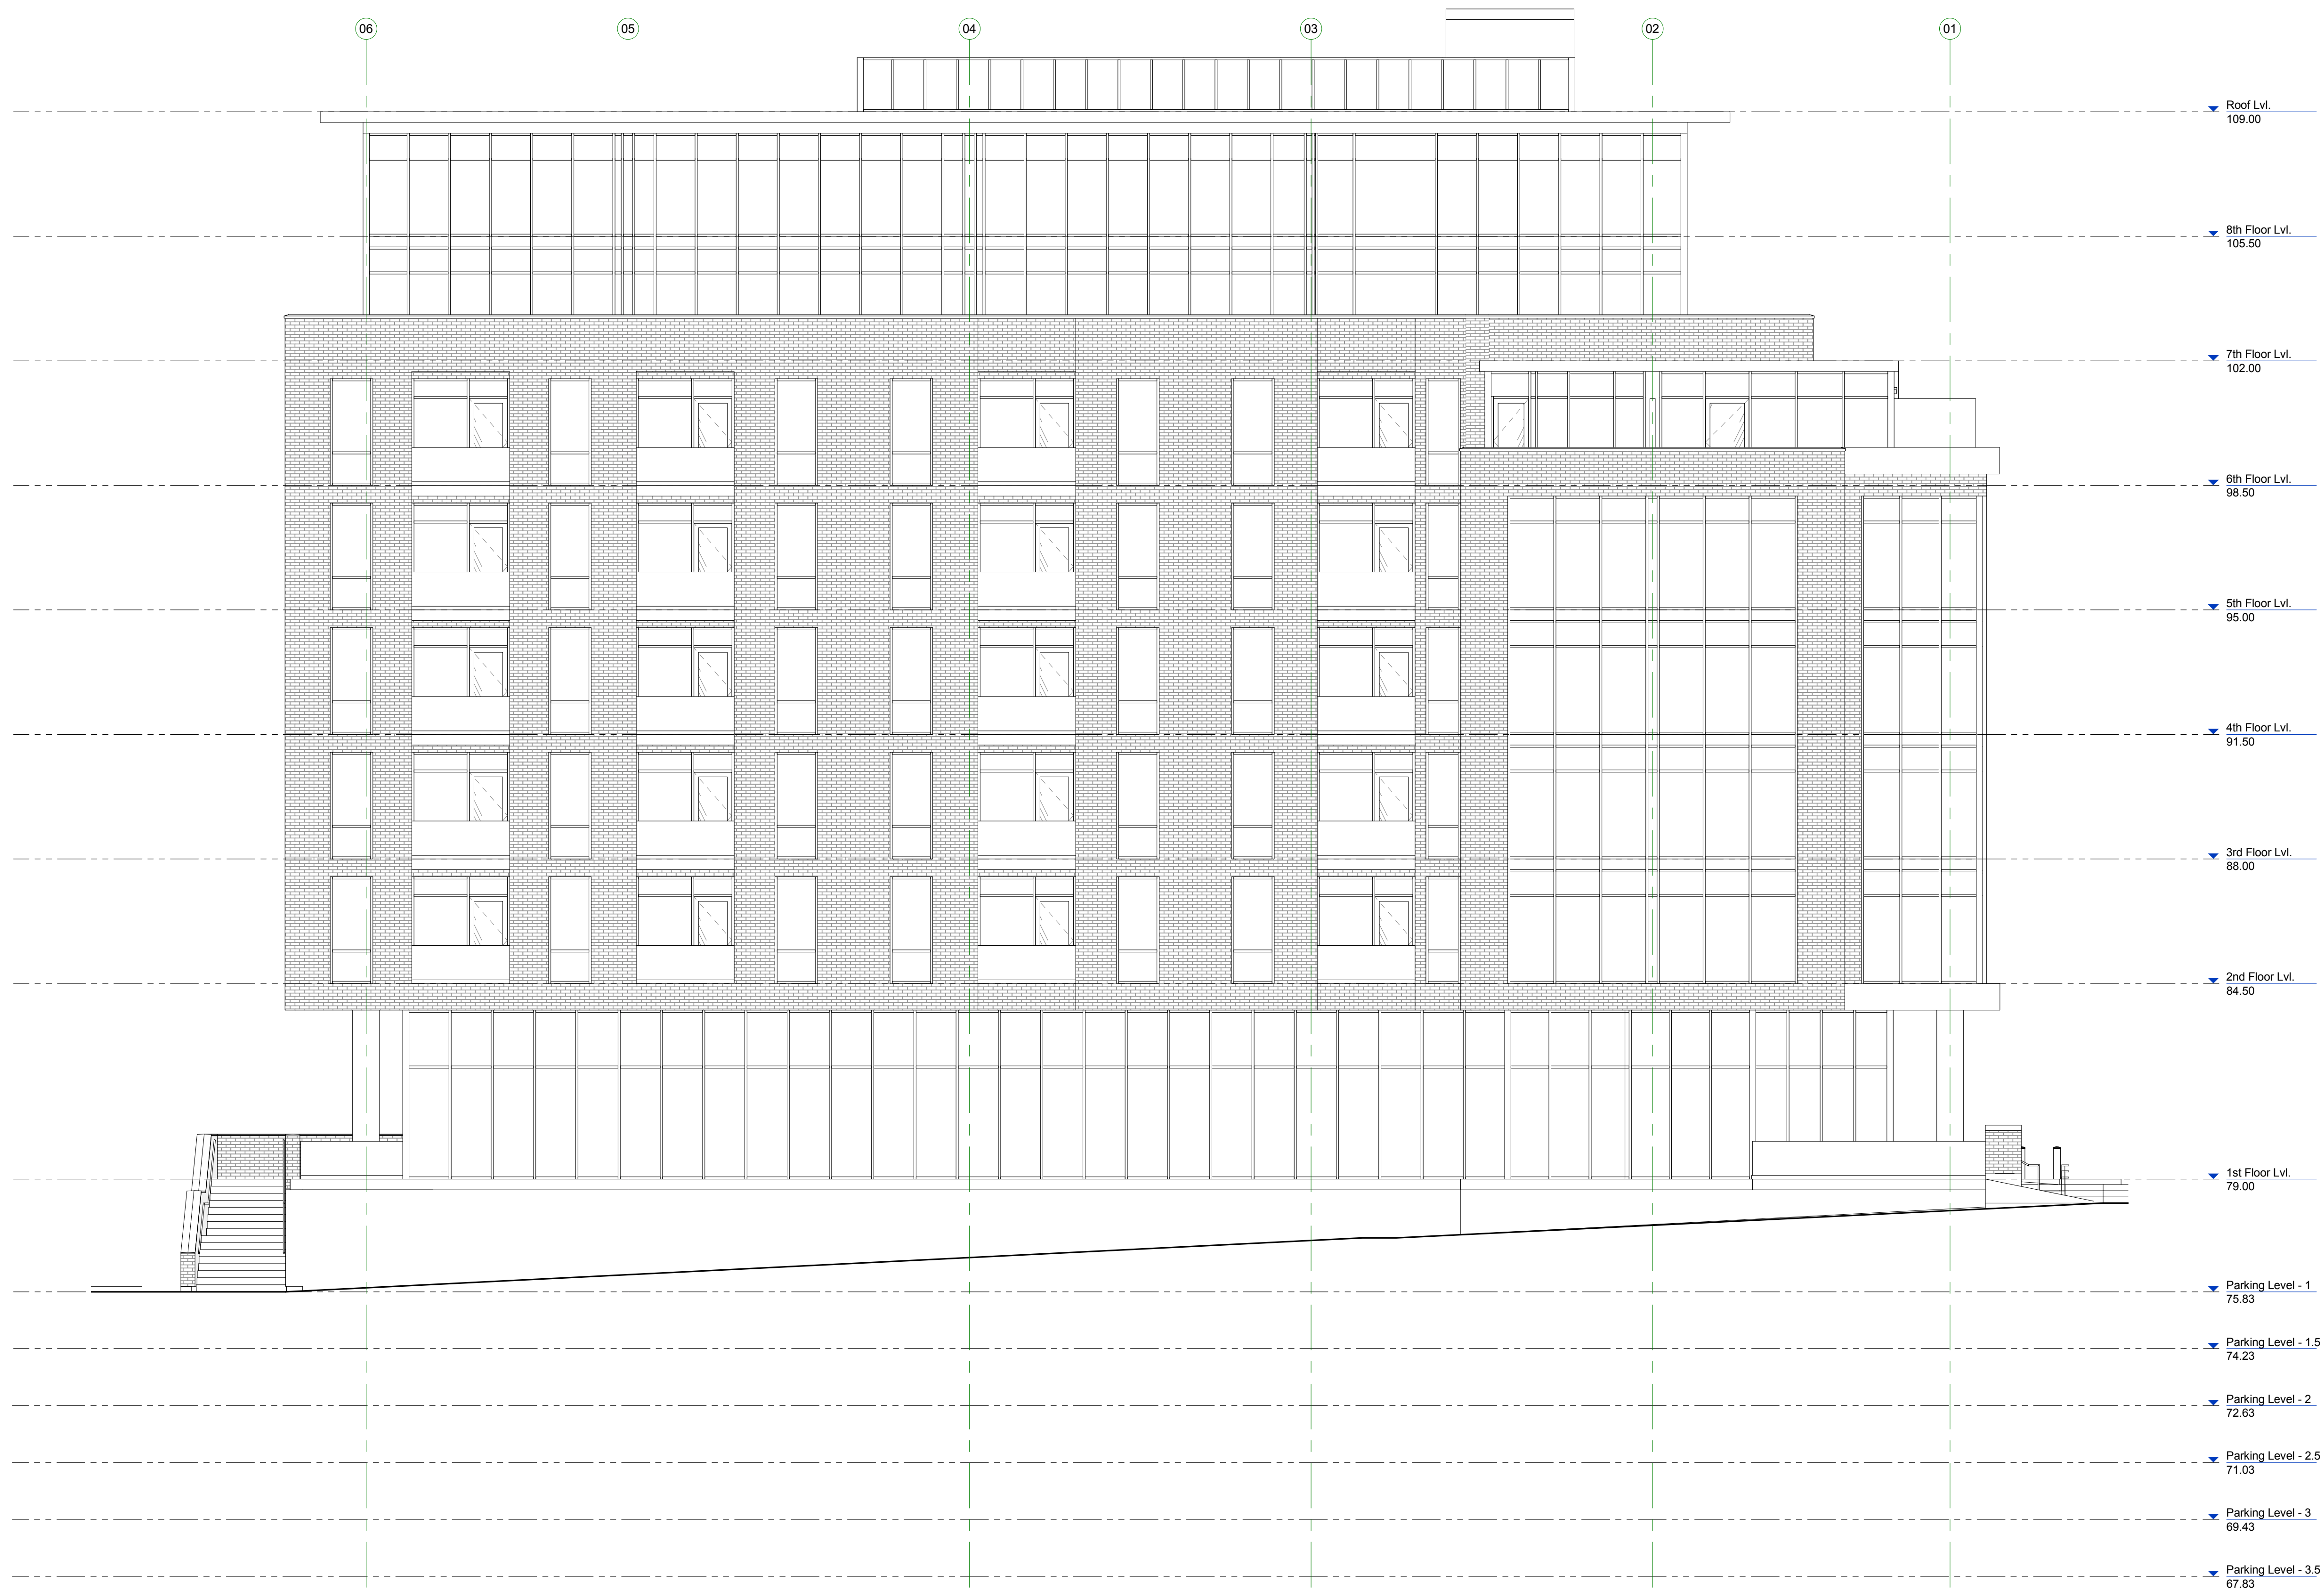 06 05 04 03 02 01
Roof Lvl.
109.00
8th Floor Lvl.
105.50
7th Floor Lvl.
102.00
6th Floor Lvl.
98.50
5th Floor Lvl.
95.00
4th Floor Lvl.
91.50
3rd Floor Lvl.
88.00
2nd Floor Lvl.
84.50
1st Floor Lvl.
79.00
Parking Level - 1
75.83
Parking Level - 1.5
74.23
Parking Level - 2
72.63
Parking Level - 2.5
71.03
Parking Level - 3
69.43
Parking Level - 3.5
67.83